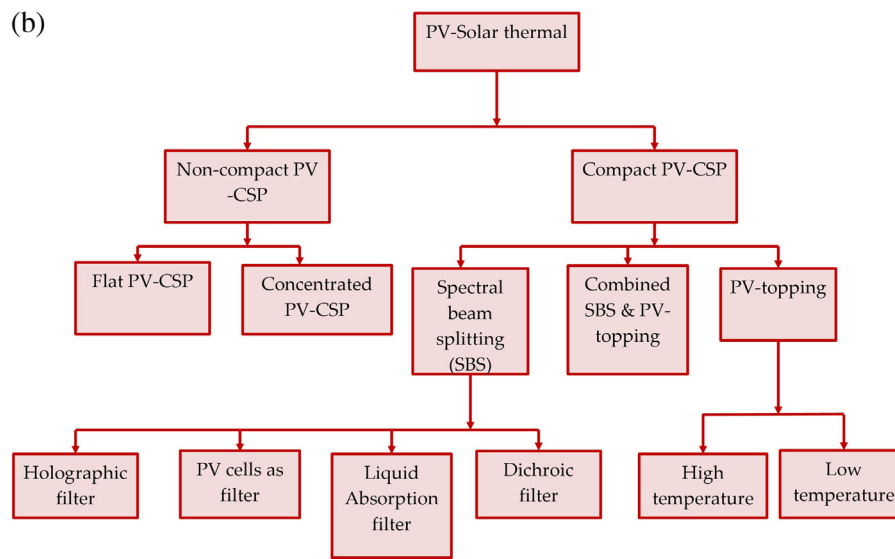 (b)
PV-Solar thermal
Non-compact PV
-CSP
Compact PV-CSP
Flat PV-CSP
Concentrated
PV-CSP
Spectral
beam
splitting
(SBS)
Combined
SBS & PV-
topping
PV-topping
Holographic
filter
PV cells as
filter
Liquid
Absorption
filter
Dichroic
filter
High
temperature
Low
temperature